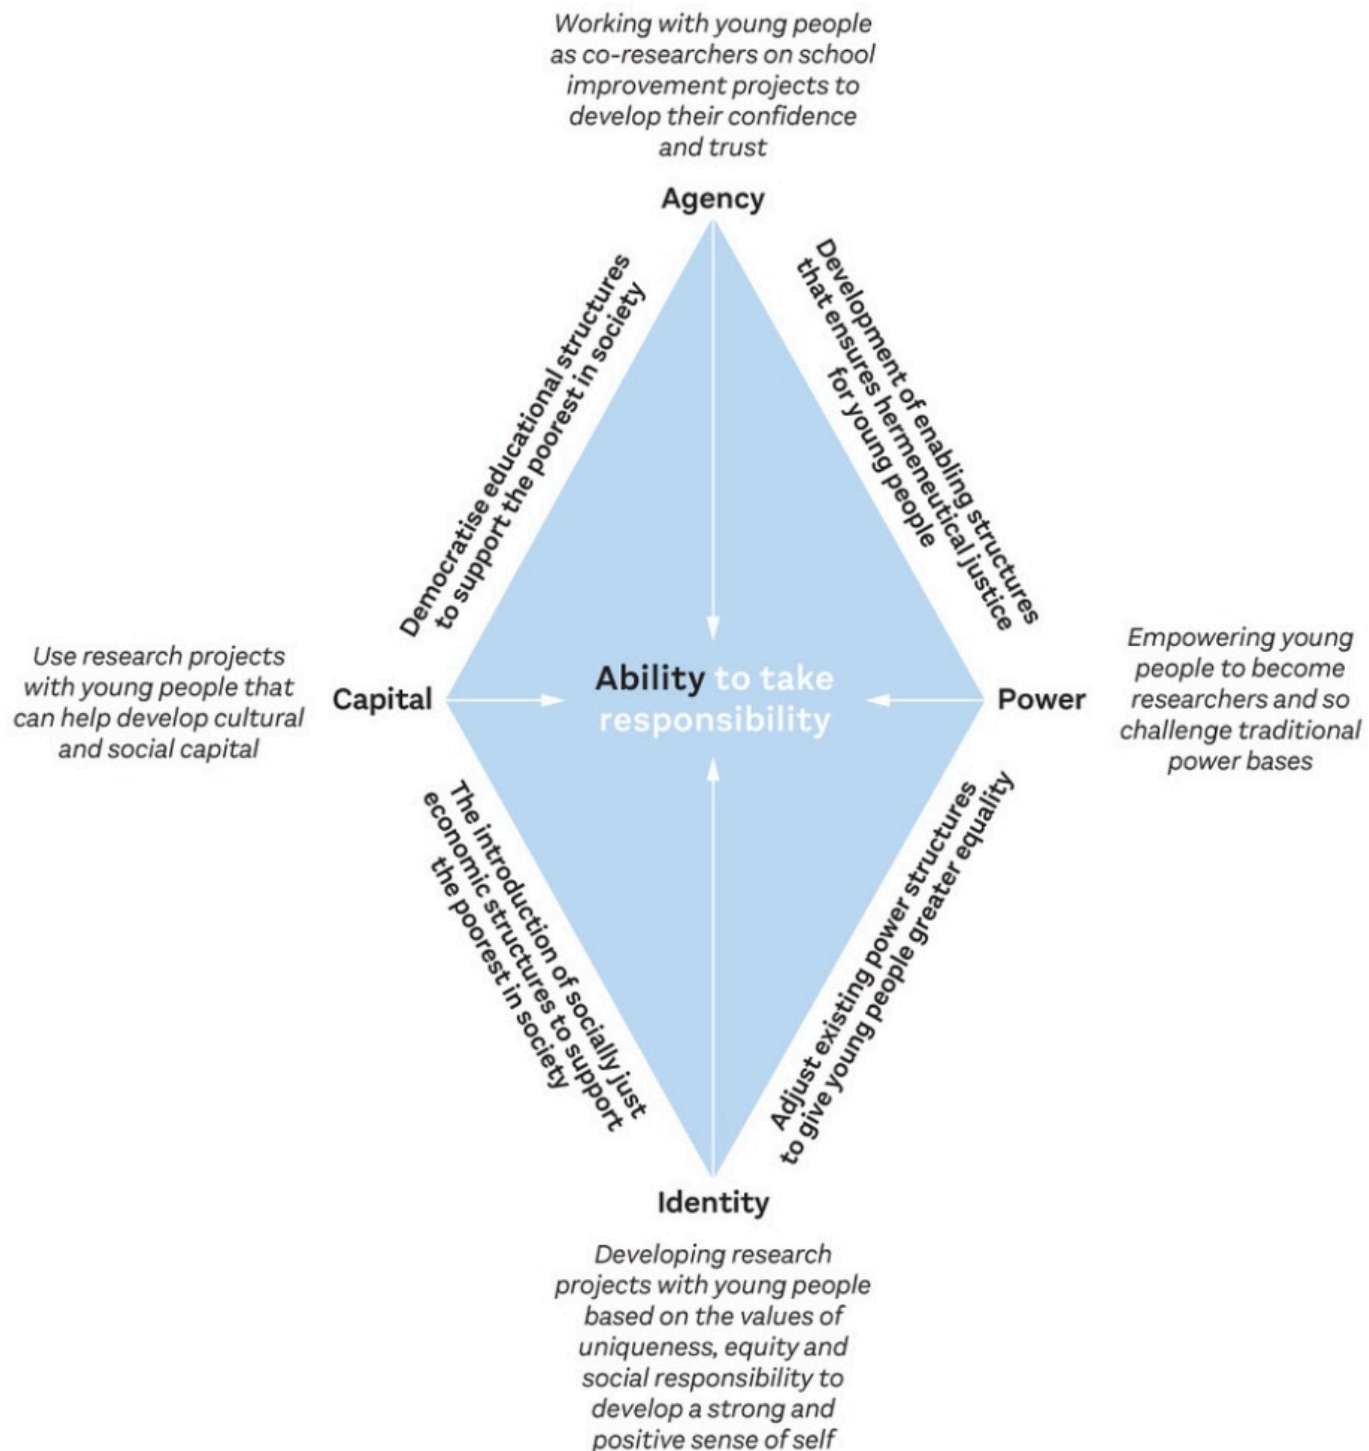 Working with young people
as co-researchers on school
improvement projects to
develop their confidence
and trust
Agency
Democratise educational structures
to support the poorest in society
Development of enabling structures
that ensures hermeneutical justice
for young people
Use research projects
with young people that
can help develop cultural
and social capital
Capital
Ability to take
responsibility
Power
Empowering young
people to become
researchers and so
challenge traditional
power bases
The introduction of socially just
economic structures to support
the poorest in society
Adjust existing power structures
to give young people greater equality
Identity
Developing research
projects with young people
based on the values of
uniqueness, equity and
social responsibility to
develop a strong and
positive sense of self